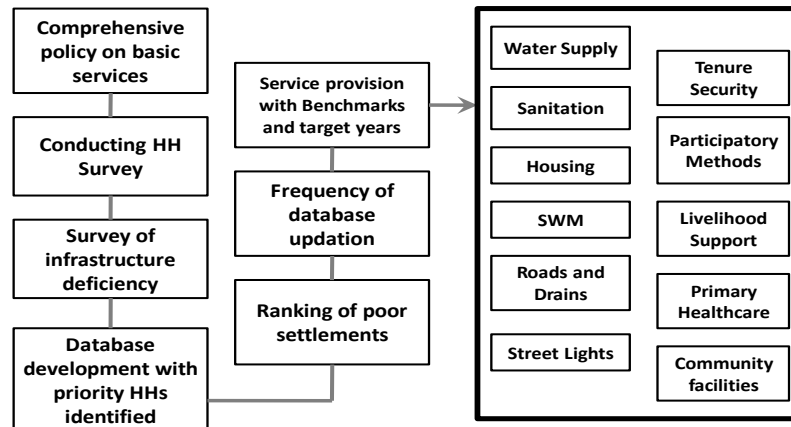 Comprehensive
policy on basic
services
Conducting HH
Survey
Survey of
infrastructure
deficiency
Database
development with
priority HHs
identified
Service provision
with Benchmarks
and target years
Frequency of
database
updation
Ranking of poor
settlements
Water Supply
Sanitation
Housing
SWM
Roads and
Drains
Street Lights
Tenure
Security
Participatory
Methods
Livelihood
Support
Primary
Healthcare
Community
facilities